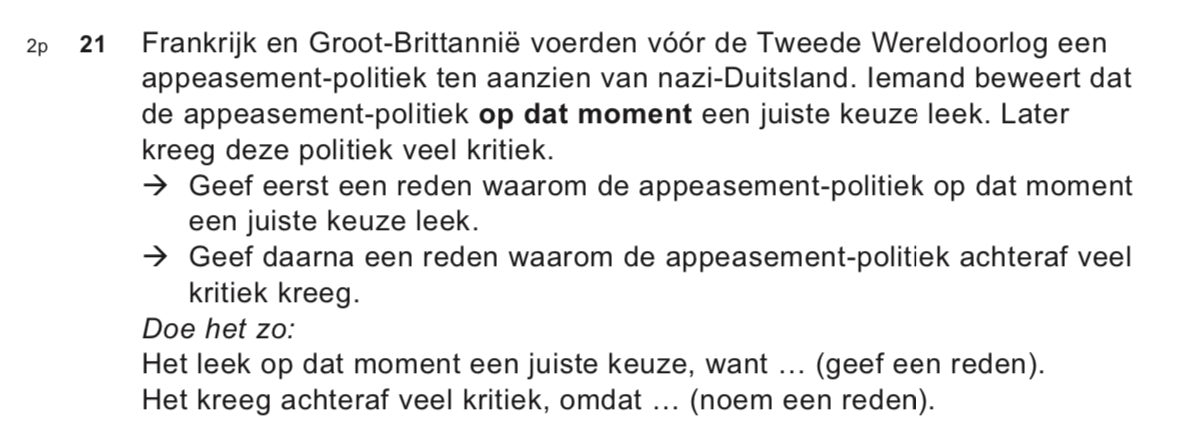 2p 21 Frankrijk en Groot-Brittannië voerden vóór de Tweede Wereldoorlog een
appeasement-politiek ten aanzien van nazi-Duitsland. Iemand beweert dat
de appeasement-politiek op dat moment een juiste keuze leek. Later
kreeg deze politiek veel kritiek.
→ Geef eerst een reden waarom de appeasement-politiek op dat moment
een juiste keuze leek.
→ Geef daarna een reden waarom de appeasement-politiek achteraf veel
kritiek kreeg.
Doe het zo:
Het leek op dat moment een juiste keuze, want … (geef een reden).
Het kreeg achteraf veel kritiek, omdat … (noem een reden).